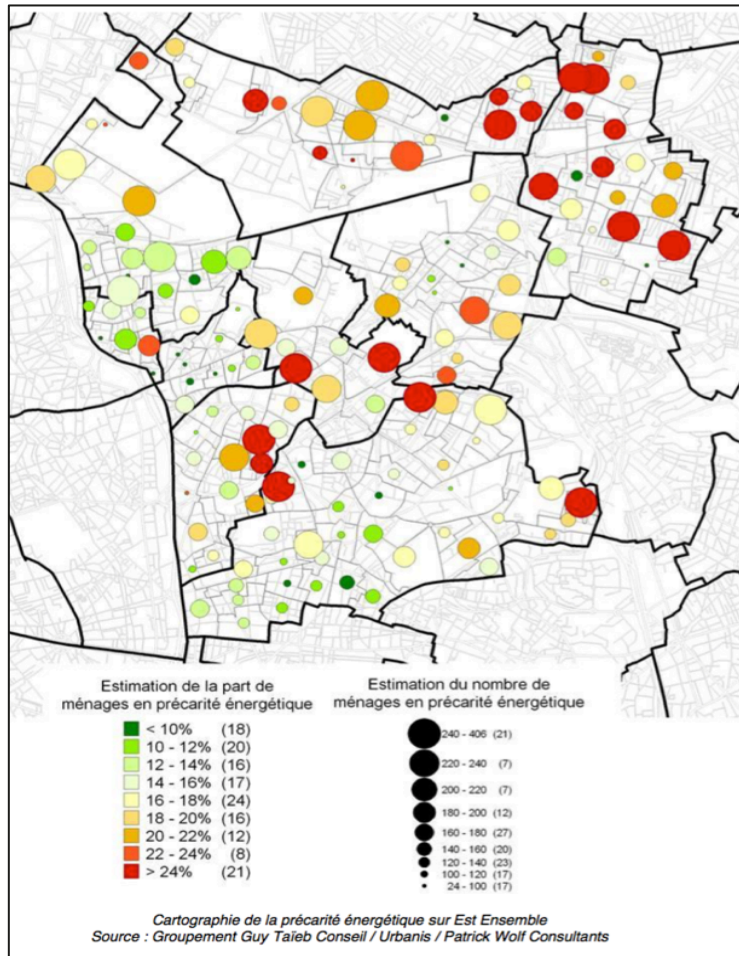 Estimation de la part de
ménages en précarité énergétique
< 10% (18)
10 - 12% (20)
12 - 14% (16)
14 - 16% (17)
16 - 18% (24)
18 - 20% (16)
20 - 22% (12)
22 - 24% (8)
> 24% (21)
Estimation du nombre de
ménages en précarité énergétique
240 - 406 (21)
220 - 240 (7)
200 - 220 (7)
180 - 200 (12)
160 - 180 (27)
140 - 160 (20)
120 - 140 (23)
100 - 120 (17)
24 - 100 (17)
Cartographie de la précarité énergétique sur Est Ensemble
Source : Groupement Guy Taïeb Conseil / Urbanis / Patrick Wolf Consultants